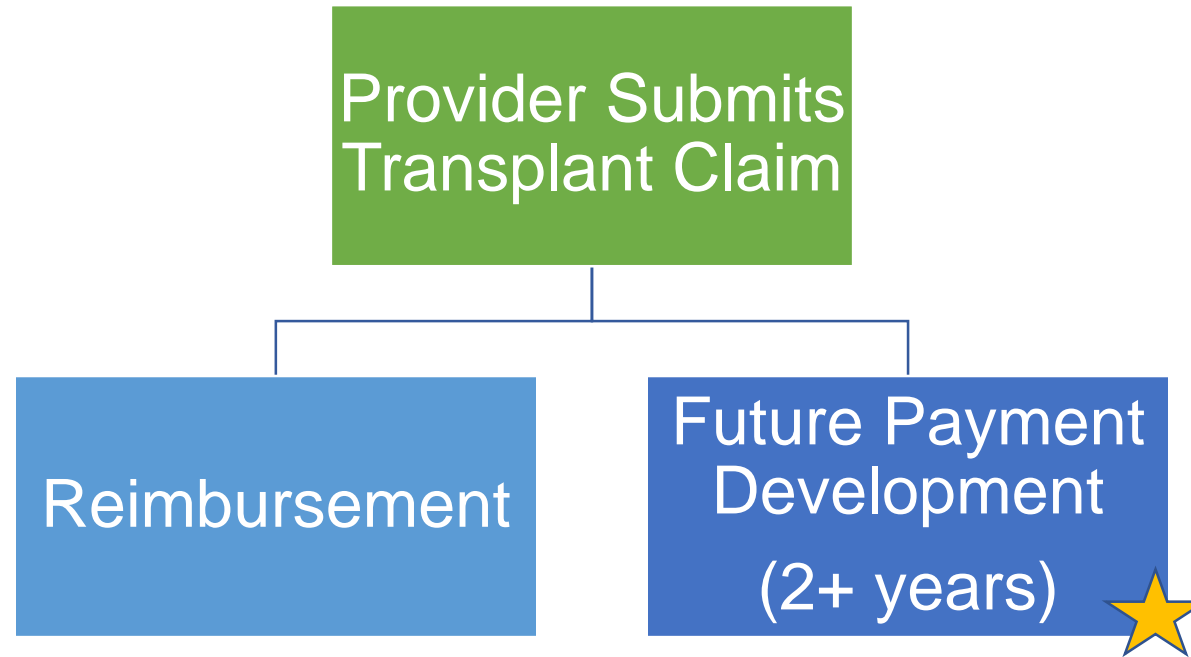 Provider Submits
Transplant Claim
Reimbursement
Future Payment
Development
(2+ years)